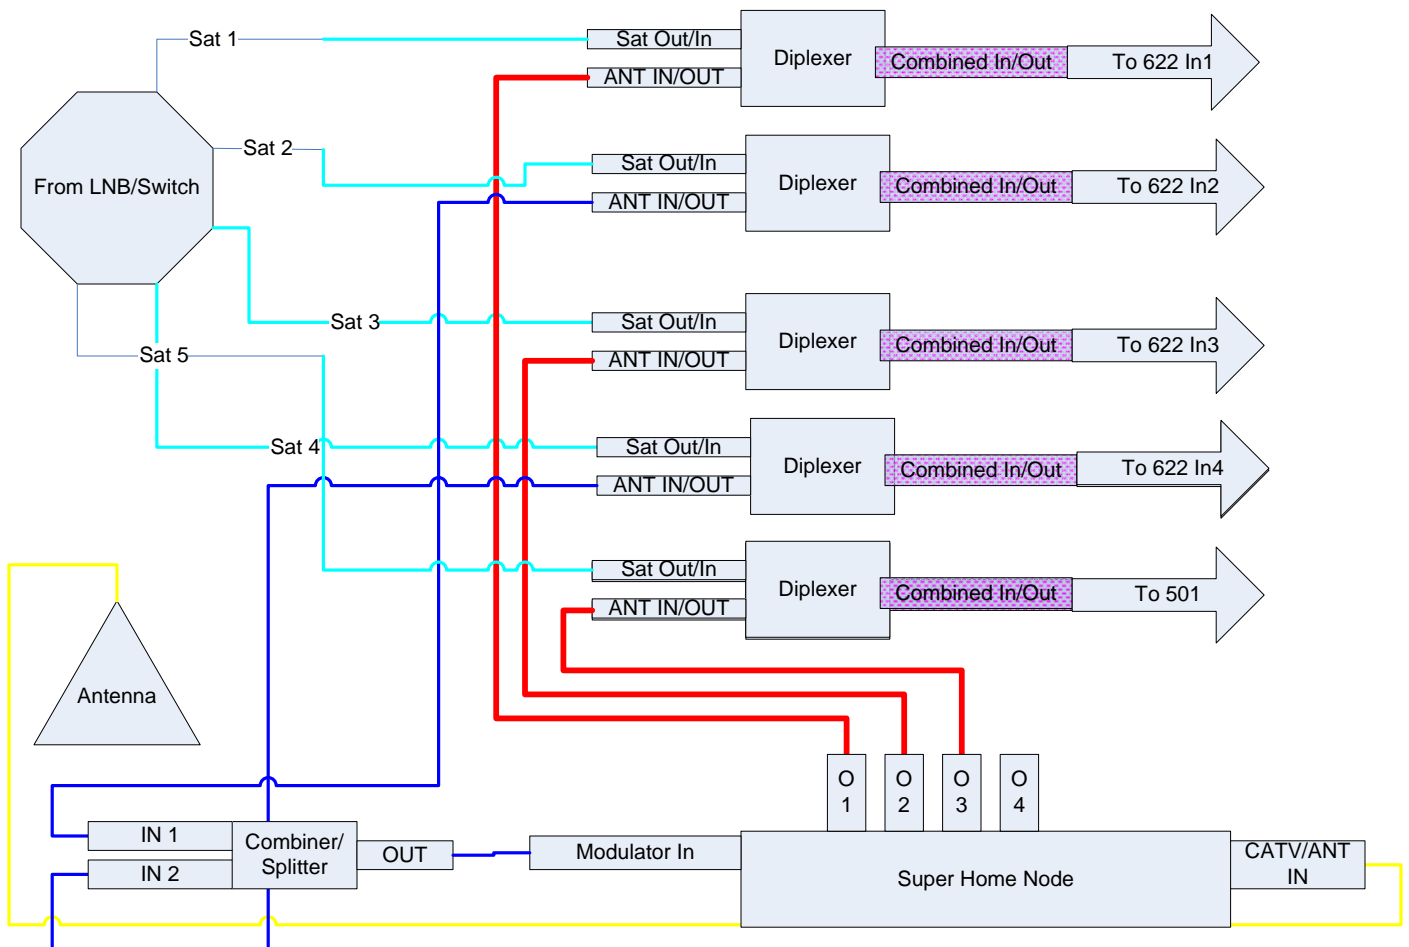 Sat 1
Sat Out/In
Diplexer
Combined In/Out
To 622 In1
ANT IN/OUT
Sat 2
Sat Out/In
Diplexer
Combined In/Out
To 622 In2
ANT IN/OUT
From LNB/Switch
Sat 3
Sat Out/In
Diplexer
Combined In/Out
To 622 In3
ANT IN/OUT
Sat 5
Sat 4
Sat Out/In
Diplexer
Combined In/Out
To 622 In4
ANT IN/OUT
Sat Out/In
Diplexer
Combined In/Out
To 501
ANT IN/OUT
Antenna
O
1
O
2
O
3
O
4
IN 1
IN 2
Combiner/
Splitter
OUT
Modulator In
Super Home Node
CATV/ANT
IN